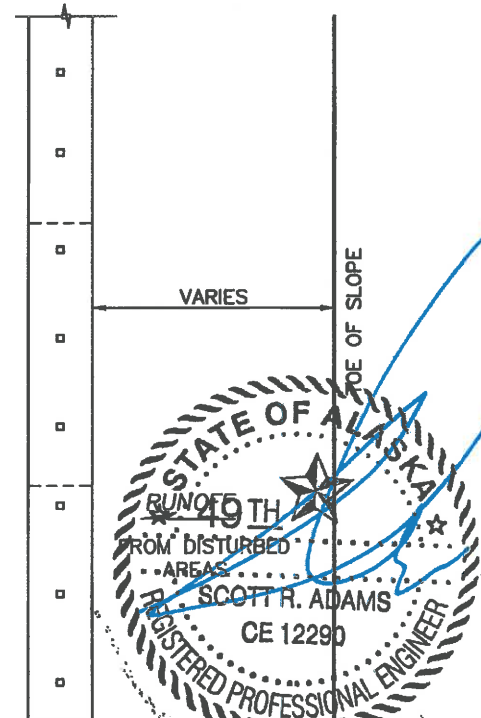 VARIES
TOE OF SLOPE
STATE OF ALASKA
RUNOFF
49TH
FROM DISTURBED
AREAS
SCOTT R. ADAMS
CE 12290
REGISTERED PROFESSIONAL ENGINEER